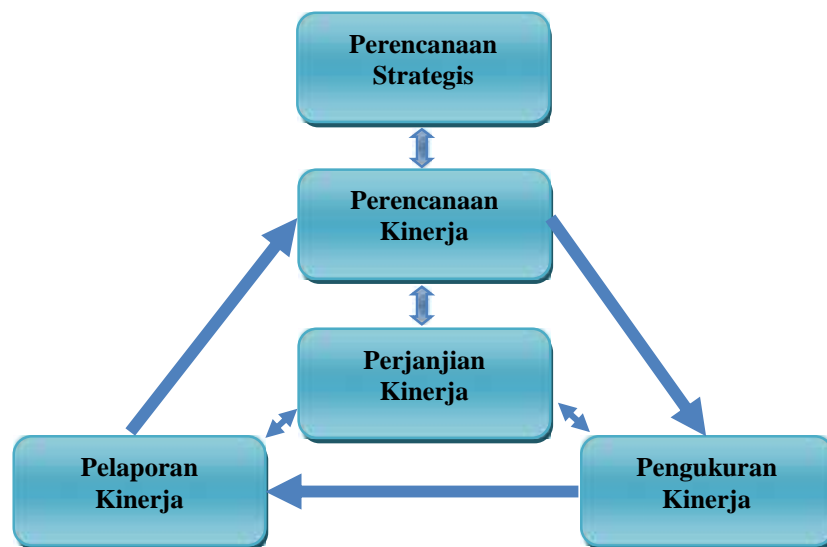 Perencanaan
Strategis
Perencanaan
Kinerja
Perjanjian
Kinerja
Pelaporan
Kinerja
Pengukuran
Kinerja